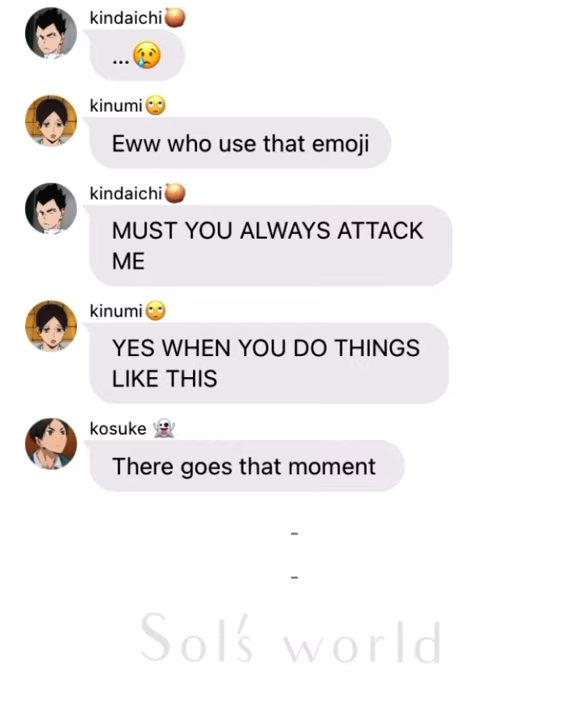 kindaichi
...😢
kinumi🙄
Eww who use that emoji
kindaichi
MUST YOU ALWAYS ATTACK
ME
kinumi🙄
YES WHEN YOU DO THINGS
LIKE THIS
kosuke 👻
There goes that moment
-
-
Sol's world